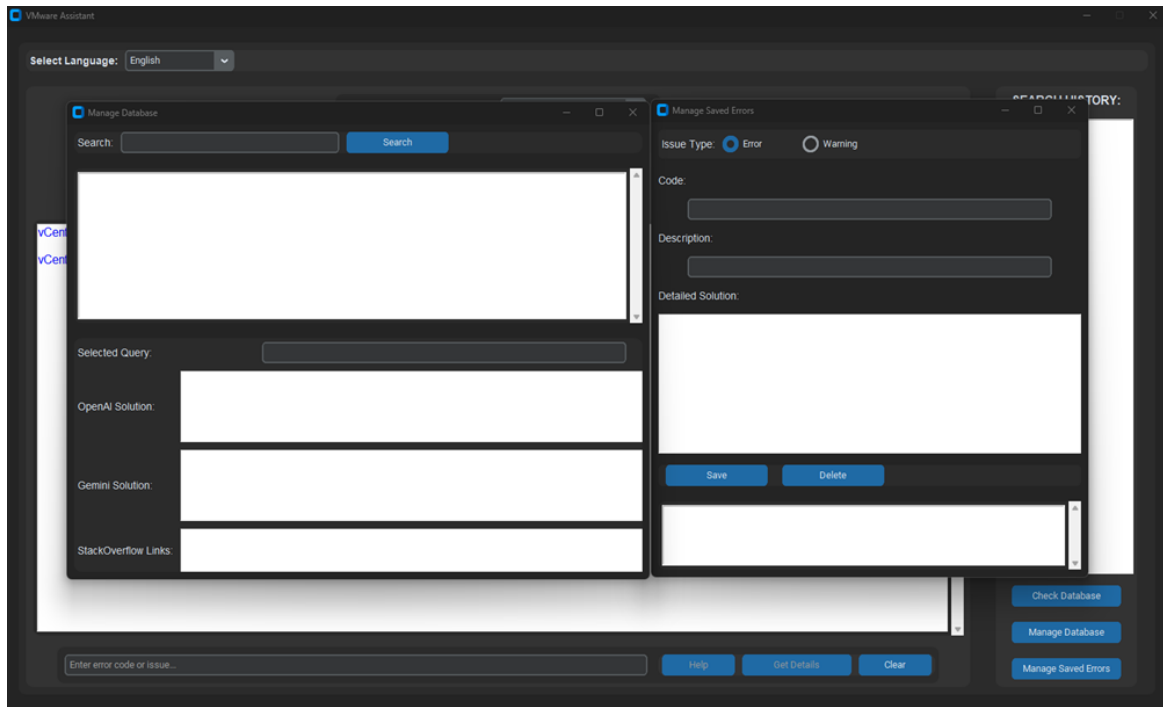 VMware Assistant
Select Language: English
SEARCH HISTORY:
Manage Database
Search: Search
Selected Query:
OpenAI Solution:
Gemini Solution:
StackOverflow Links:
Manage Saved Errors
Issue Type: Error Warning
Code:
Description:
Detailed Solution:
Save Delete
vCent
vCent
Enter error code or issue... Help Get Details Clear
Check Database
Manage Database
Manage Saved Errors